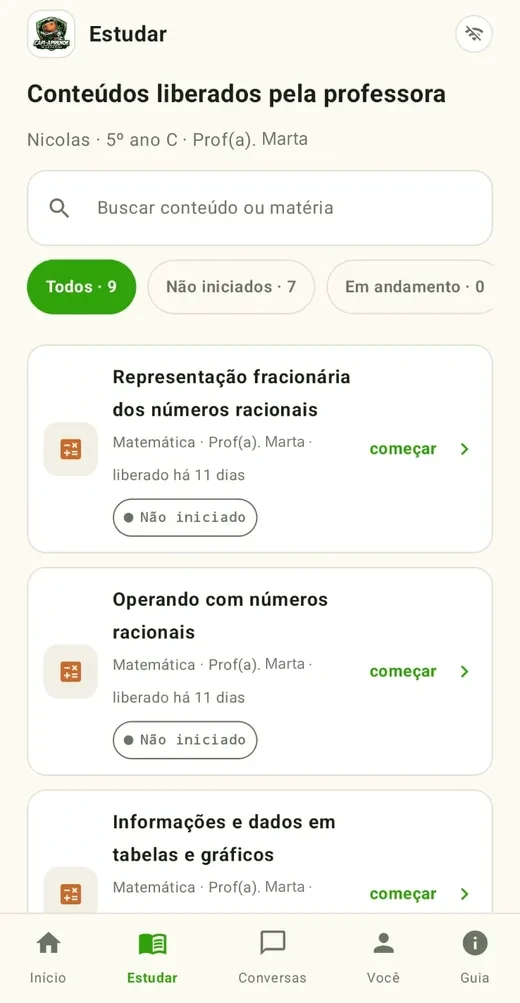 CAPI-APRENDE
Estudar
Conteúdos liberados pela professora
Nicolas · 5º ano C · Prof(a). Marta
Buscar conteúdo ou matéria
Todos · 9
Não iniciados · 7
Em andamento · 0
Representação fracionária
dos números racionais
Matemática · Prof(a). Marta ·
liberado há 11 dias
Não iniciado
começar
Operando com números
racionais
Matemática · Prof(a). Marta ·
liberado há 11 dias
Não iniciado
começar
Informações e dados em
tabelas e gráficos
Matemática · Prof(a). Marta ·
começar
Início
Estudar
Conversas
Você
Guia